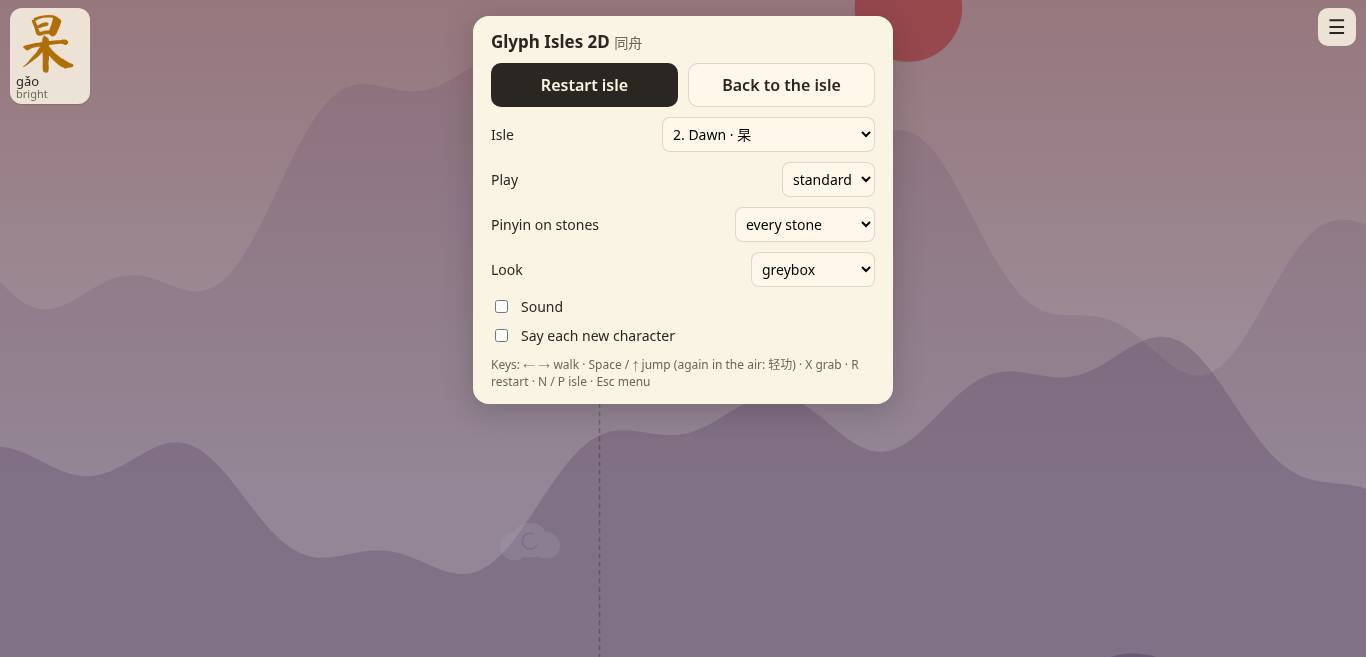 杲
gǎo
bright
☰
Glyph Isles 2D 同舟
Restart isle
Back to the isle
Isle
2. Dawn · 杲
Play
standard
Pinyin on stones
every stone
Look
greybox
Sound
Say each new character
Keys: ← → walk · Space / ↑ jump (again in the air: 轻功) · X grab · R
restart · N / P isle · Esc menu